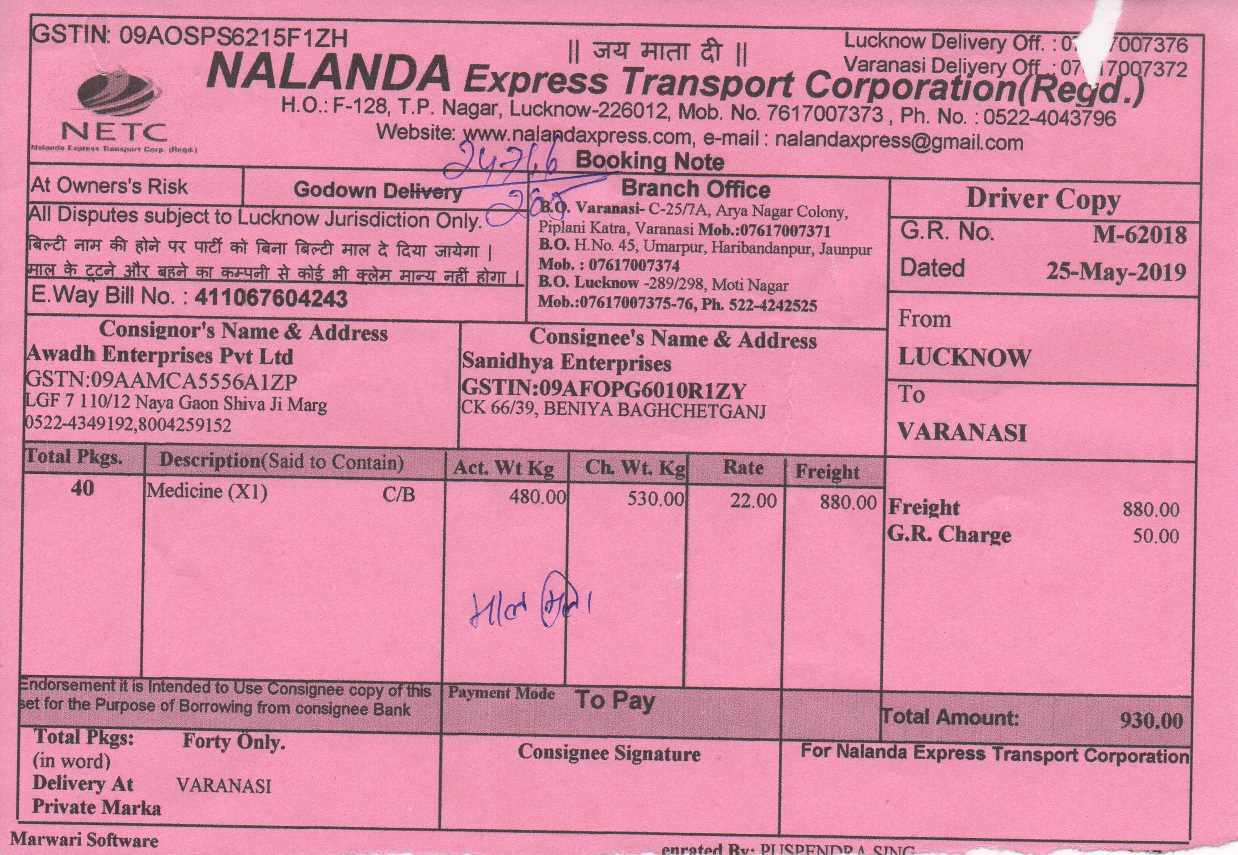 GSTIN: 09AOSPS6215F1ZH
|| जय माता दी ||
Lucknow Delivery Off. : 07 7007376
Varanasi Delivery Off. : 07 17007372
NALANDA Express Transport Corporation(Regd.)
NETC
Nalanda Express Transport Corp. (Regd.)
H.O.: F-128, T.P. Nagar, Lucknow-226012, Mob. No. 7617007373 , Ph. No. : 0522-4043796
Website: www.nalandaxpress.com, e-mail : nalandaxpress@gmail.com
Booking Note
At Owners's Risk
Godown Delivery
All Disputes subject to Lucknow Jurisdiction Only.
बिल्टी नाम की होने पर पार्टी को बिना बिल्टी माल दे दिया जायेगा |
माल के टूटने और बहने का कम्पनी से कोई भी क्लेम मान्य नहीं होगा |
E.Way Bill No. : 411067604243
Branch Office
B.O. Varanasi- C-25/7A, Arya Nagar Colony,
Piplani Katra, Varanasi Mob.:07617007371
B.O. H.No. 45, Umarpur, Haribandanpur, Jaunpur
Mob. : 07617007374
B.O. Lucknow -289/298, Moti Nagar
Mob.:07617007375-76, Ph. 522-4242525
Driver Copy
G.R. No. M-62018
Dated 25-May-2019
From
LUCKNOW
To
VARANASI
Consignor's Name & Address
Awadh Enterprises Pvt Ltd
GSTN:09AAMCA5556A1ZP
LGF 7 110/12 Naya Gaon Shiva Ji Marg
0522-4349192,8004259152
Consignee's Name & Address
Sanidhya Enterprises
GSTIN:09AFOPG6010R1ZY
CK 66/39, BENIYA BAGHCHETGANJ
Total Pkgs. Description(Said to Contain) Act. Wt Kg Ch. Wt. Kg Rate Freight
40 Medicine (X1) C/B 480.00 530.00 22.00 880.00
Freight 880.00
G.R. Charge 50.00
माल मिला
Endorsement it is Intended to Use Consignee copy of this
set for the Purpose of Borrowing from consignee Bank
Payment Mode To Pay
Total Amount: 930.00
Total Pkgs: Forty Only.
(in word)
Delivery At VARANASI
Private Marka
Consignee Signature
For Nalanda Express Transport Corporation
Marwari Software
enrated By: PUSPENDRA SING